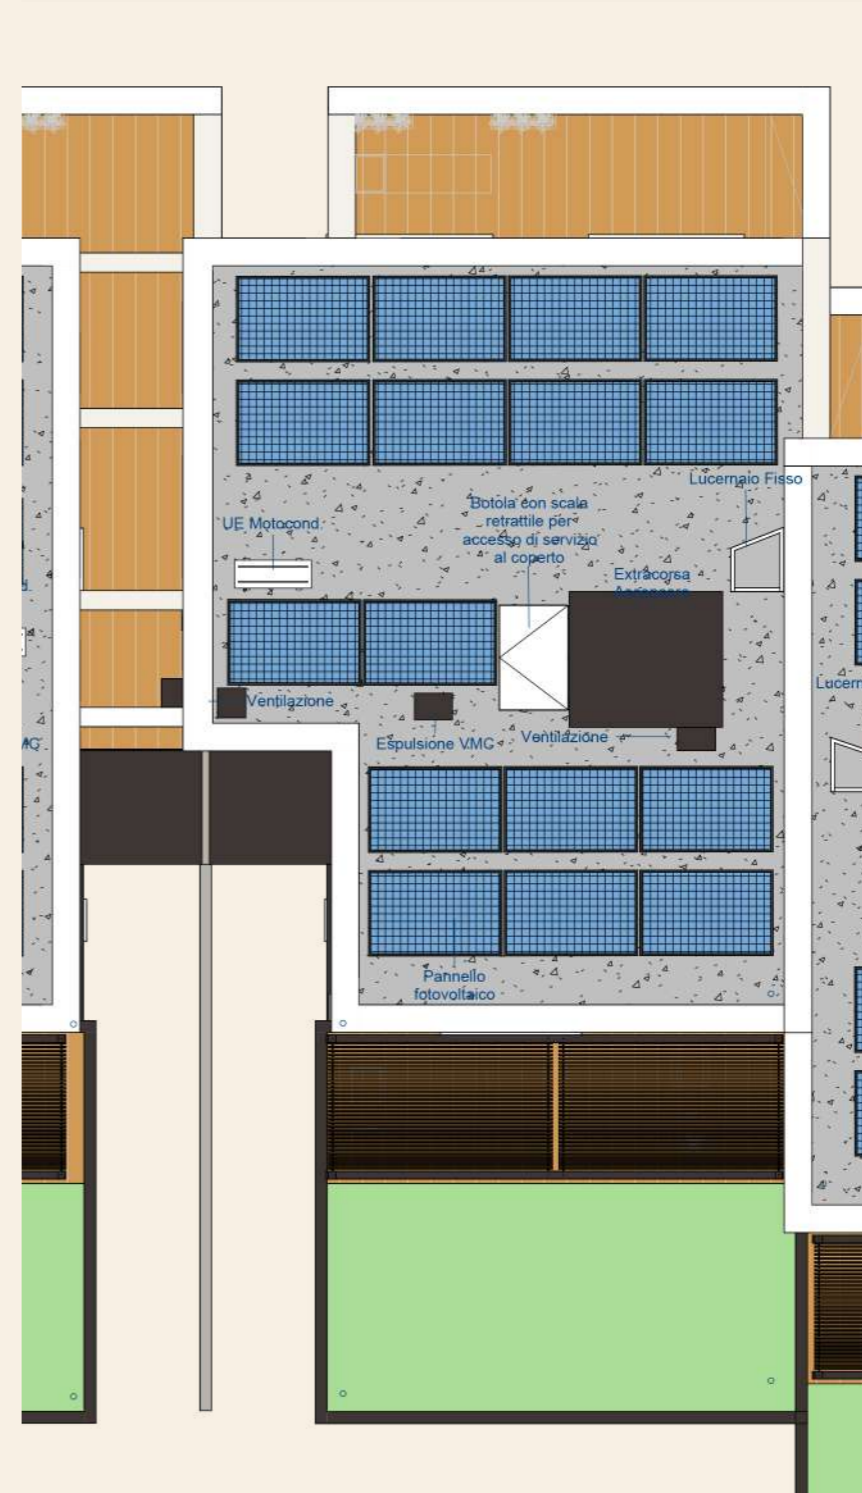 Lucernaio Fisso
Botola con scala
retrattile per
accesso di servizio
al coperto
UE Motocond.
Extracorsa
Ventilazione
Espulsione VMC
Ventilazione
Pannello
fotovoltaico